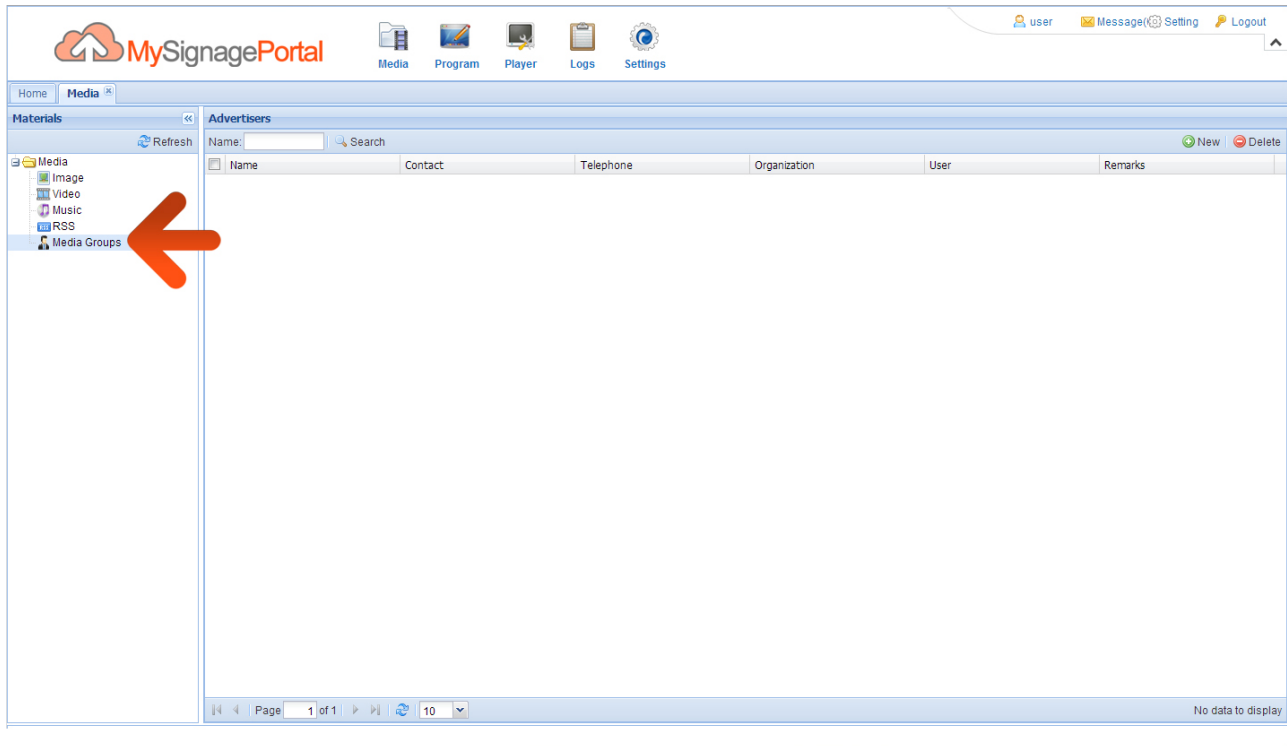 MySignagePortal
Media Program Player Logs Settings
user Message( Setting Logout
Home Media
Materials
Refresh
Media
Image
Video
Music
RSS
Media Groups
Advertisers
Name: Search New Delete
Name Contact Telephone Organization User Remarks
Page 1 of 1 10 No data to display